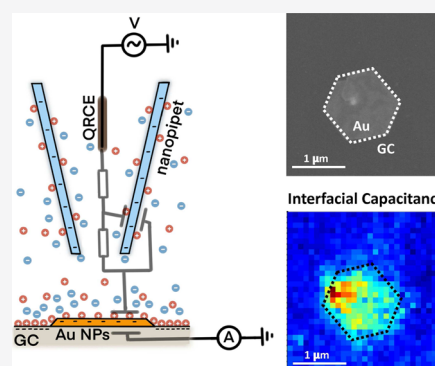 V
QRCE
nanopipet
Au NPs
GC
A
Au
GC
1 µm
Interfacial Capacitanc
1 µm